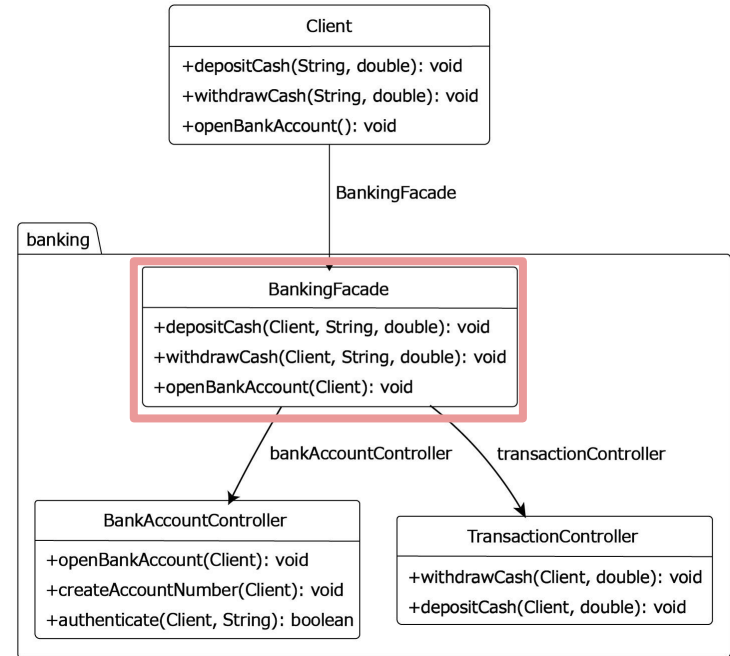 Client
+depositCash(String, double): void
+withdrawCash(String, double): void
+openBankAccount(): void
BankingFacade
banking
BankingFacade
+depositCash(Client, String, double): void
+withdrawCash(Client, String, double): void
+openBankAccount(Client): void
bankAccountController
transactionController
BankAccountController
+openBankAccount(Client): void
+createAccountNumber(Client): void
+authenticate(Client, String): boolean
TransactionController
+withdrawCash(Client, double): void
+depositCash(Client, double): void